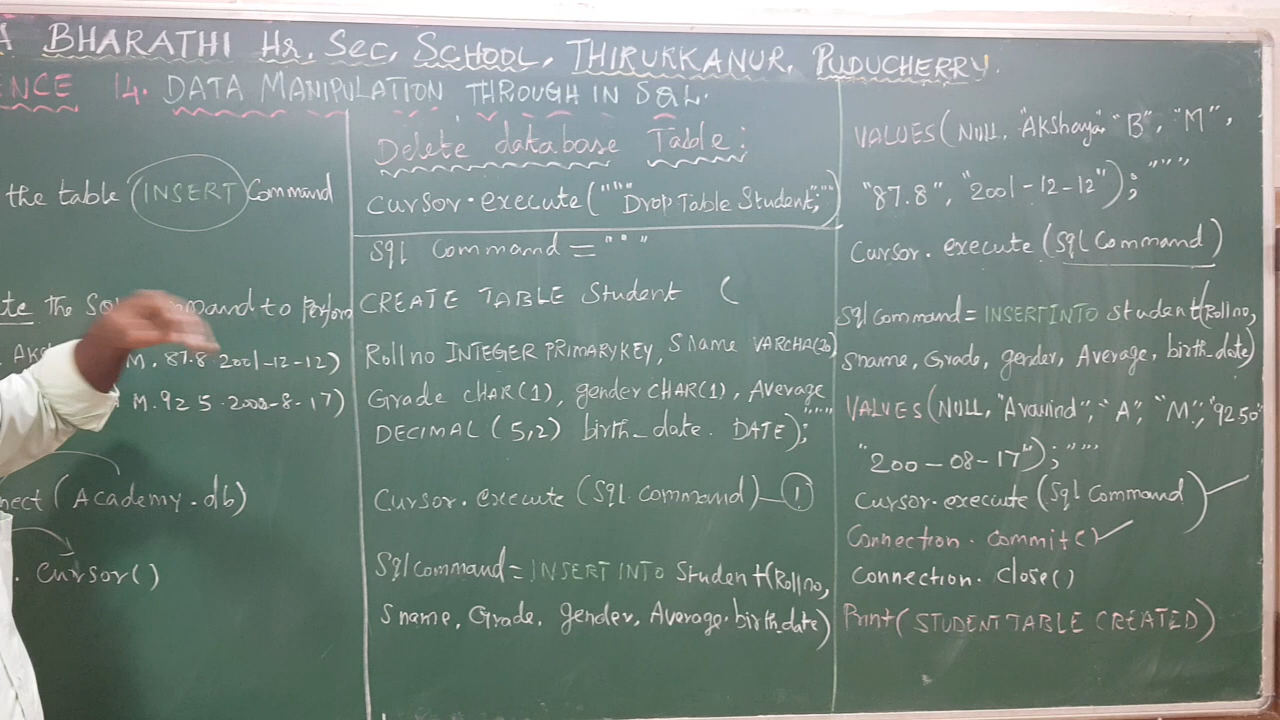 A BHARATHI Hr. Sec, SCHOOL, THIRUKKANUR, PUDUCHERRY.
ENCE 14. DATA MANIPULATION THROUGH IN SQL.
the table INSERT Command
te the SQL Command to Perform
M. 87.8. 2001-12-12)
M. 92 5. 2000-8-17)
nect (Academy.db)
. Cursor()
Delete database Table:
Cursor.execute("""Drop Table Student;""")
Sql Command = """
CREATE TABLE Student (
Rollno INTEGER PRIMARYKEY, Sname VARCHA(20)
Grade CHAR(1), gender CHAR(1), Average
DECIMAL (5,2) birth_date. DATE);"""
Cursor.execute (Sql. Command) - 1
Sql command = INSERT INTO Student(Rollno,
Sname, Grade, gender, Average. birth_date)
VALUES(NULL, "Akshaya" "B", "M",
"87.8", "2001-12-12"); """
Cursor. execute (Sql Command)
Sql command = INSERT INTO student(Rollno,
Sname, Grade, gender, Average, birth_date)
VALUES(NULL, "Aravind", "A", "M", "92.50"
"200-08-17"); """
Cursor.execute (Sql Command)
Connection. commit()
Connection. Close()
Print( STUDENT TABLE CREATED)